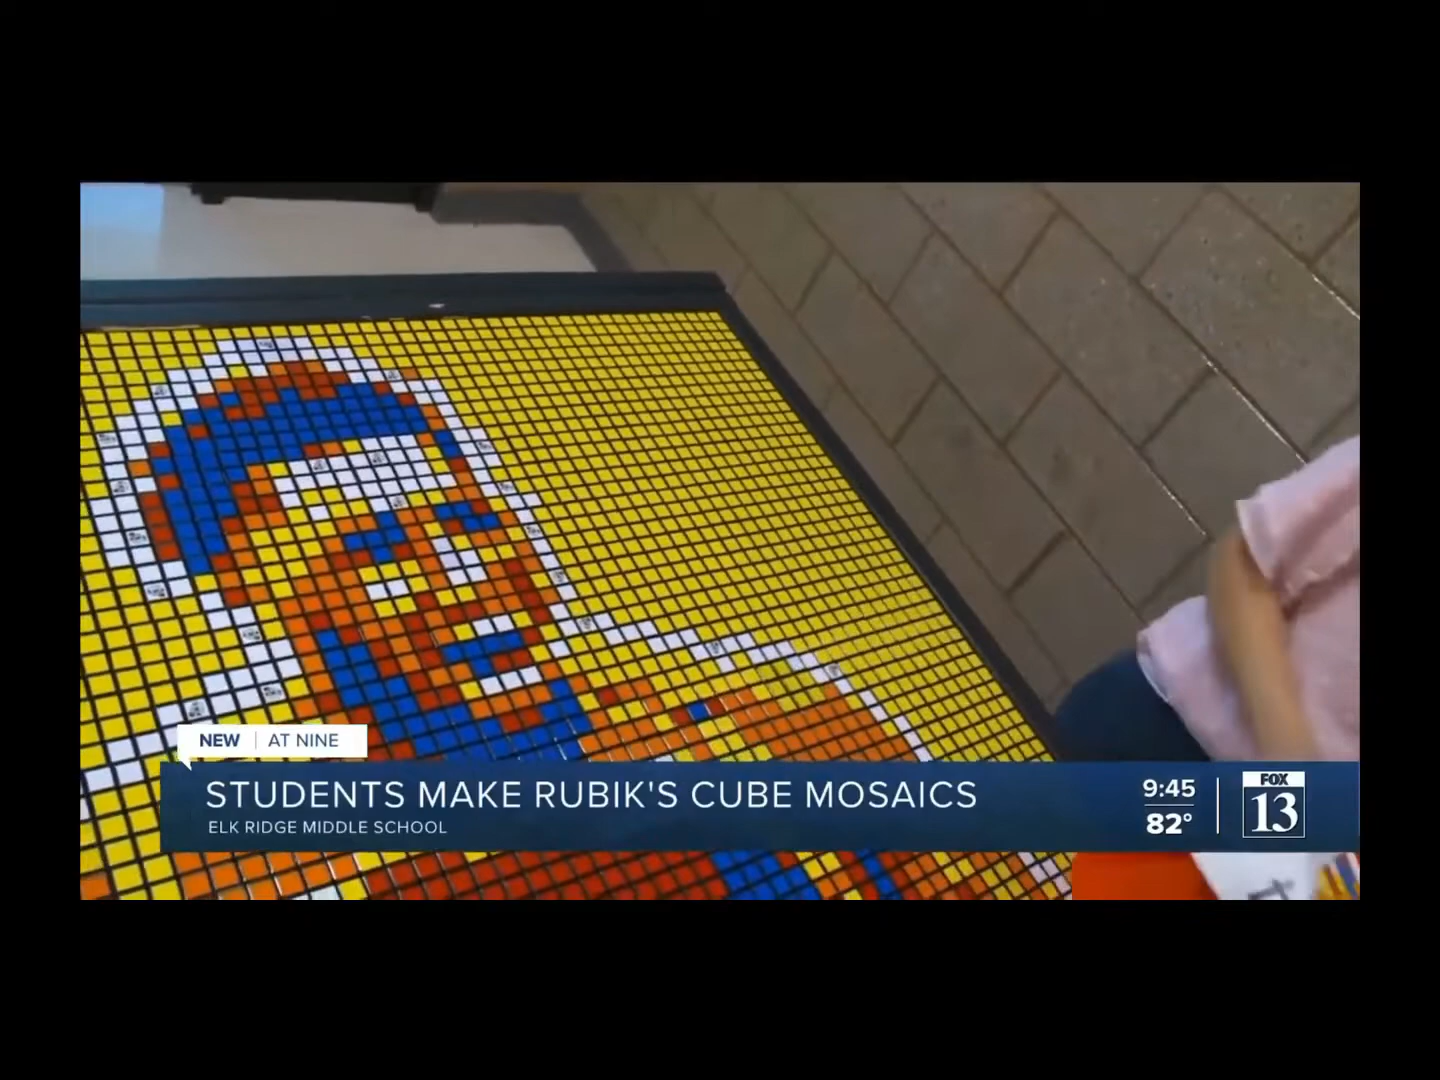 NEW | AT NINE
STUDENTS MAKE RUBIK'S CUBE MOSAICS
ELK RIDGE MIDDLE SCHOOL
9:45
82°
FOX
13